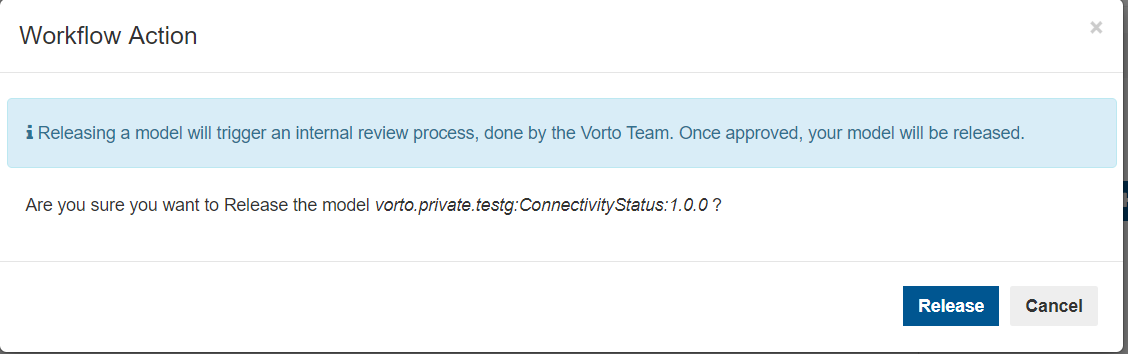 Workflow Action
×
i Releasing a model will trigger an internal review process, done by the Vorto Team. Once approved, your model will be released.
Are you sure you want to Release the model vorto.private.testg:ConnectivityStatus:1.0.0 ?
Release Cancel